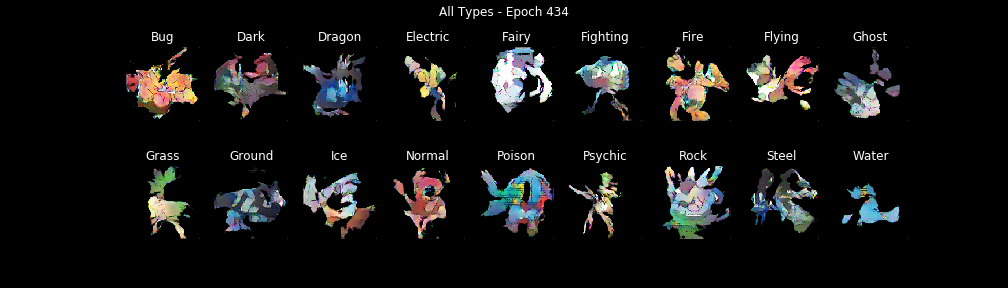 All Types - Epoch 434
Bug Dark Dragon Electric Fairy Fighting Fire Flying Ghost
Grass Ground Ice Normal Poison Psychic Rock Steel Water